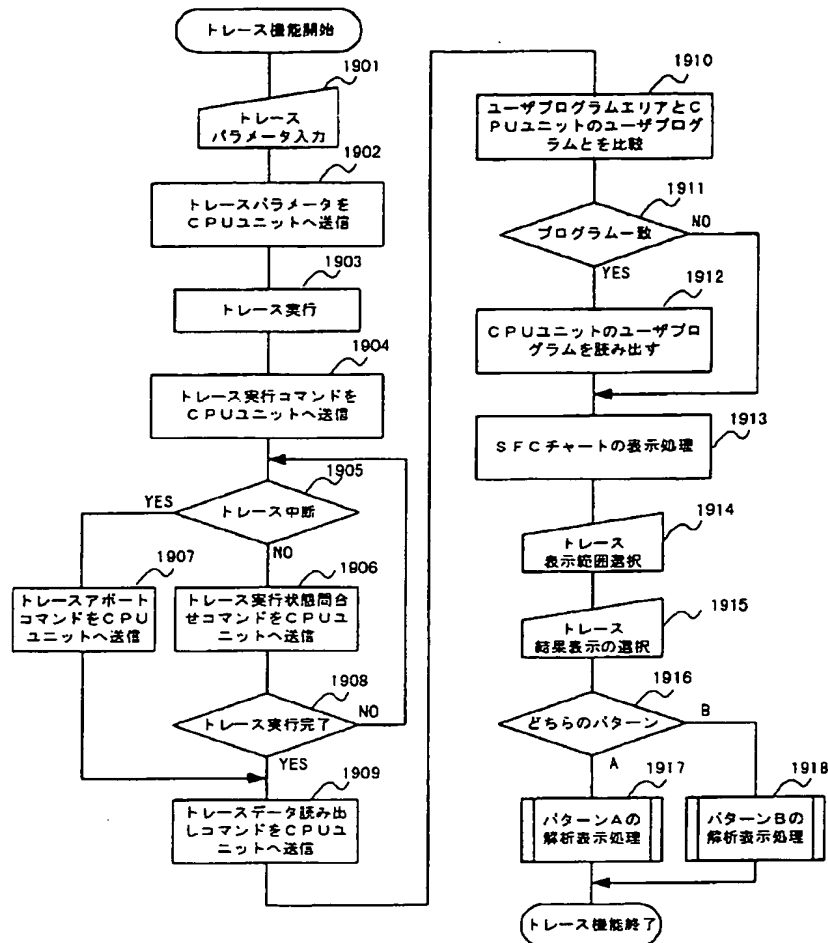 トレース機能開始
1901
トレース
パラメータ入力
1902
トレースパラメータを
CPUユニットへ送信
1903
トレース実行
1904
トレース実行コマンドを
CPUユニットへ送信
1905
トレース中断
YES
NO
1907
トレースアボート
コマンドをCPU
ユニットへ送信
1906
トレース実行状態問合
せコマンドをCPUユ
ニットへ送信
1908
トレース実行完了
NO
YES
1909
トレースデータ読み出
しコマンドをCPUユ
ニットへ送信
1910
ユーザプログラムエリアとC
PUユニットのユーザプログ
ラムとを比較
1911
プログラム一致
NO
YES
1912
CPUユニットのユーザプロ
グラムを読み出す
1913
SFCチャートの表示処理
1914
トレース
表示範囲選択
1915
トレース
結果表示の選択
1916
どちらのパターン
B
A
1917
パターンAの
解析表示処理
1918
パターンBの
解析表示処理
トレース機能終了